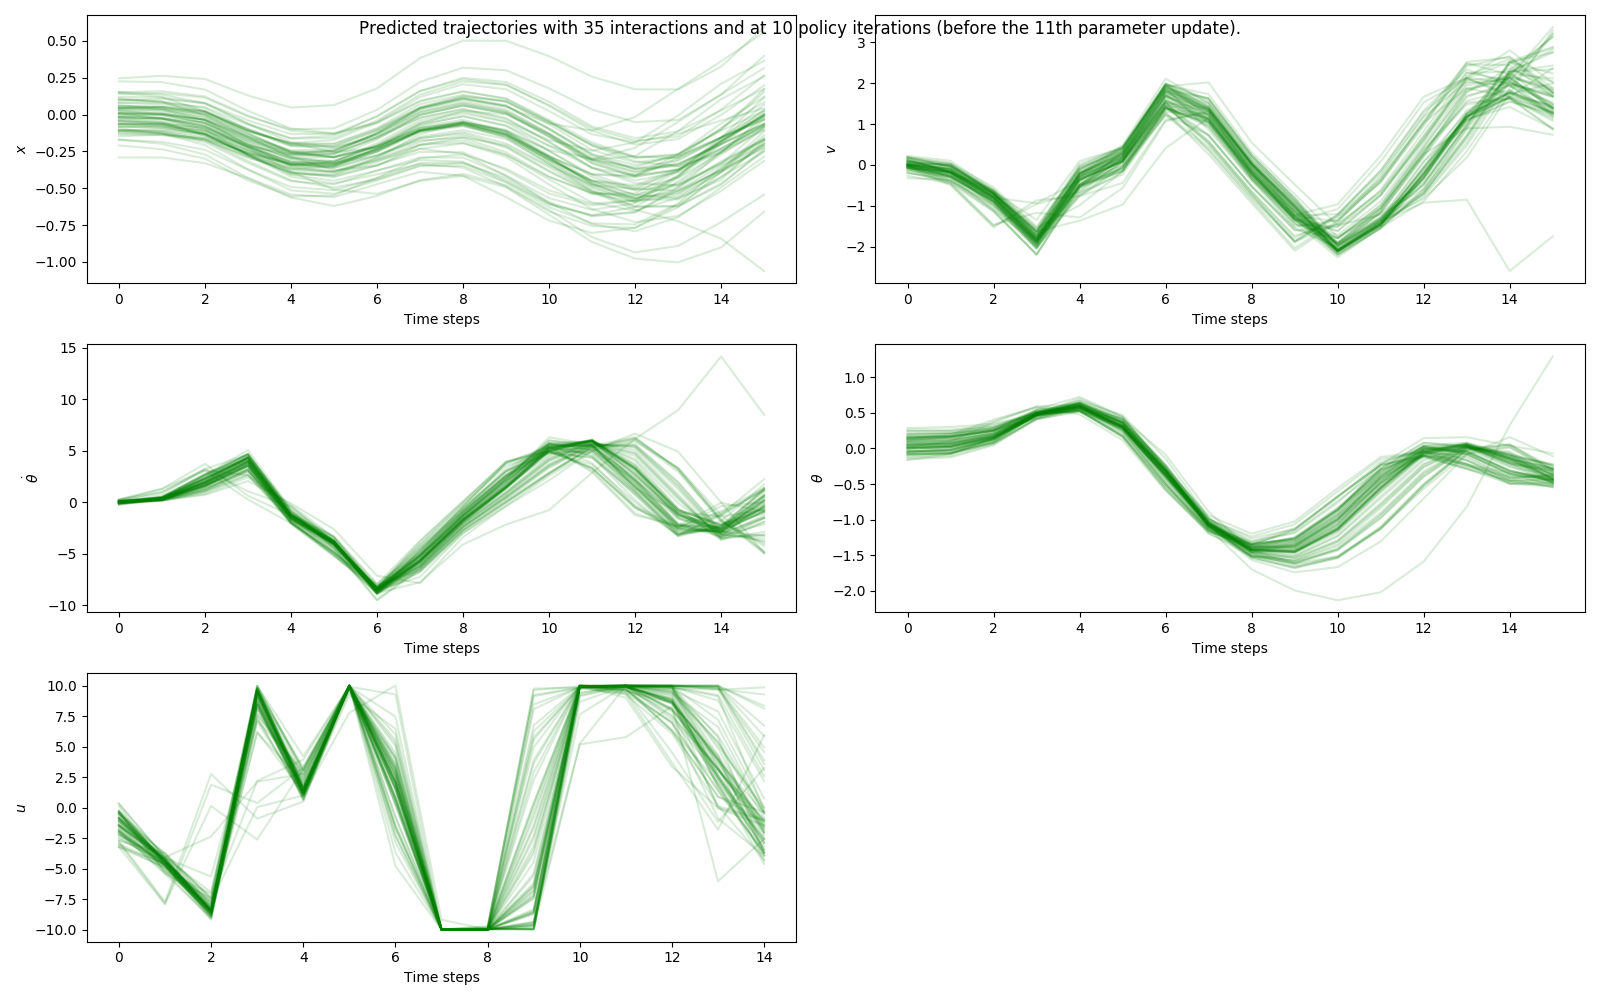 Predicted trajectories with 35 interactions and at 10 policy iterations (before the 11th parameter update).
0.50
0.25
0.00
−0.25
−0.50
−0.75
−1.00
x
0 2 4 6 8 10 12 14
Time steps
3
2
1
0
−1
−2
v
0 2 4 6 8 10 12 14
Time steps
15
10
5
0
−5
−10
θ̇
0 2 4 6 8 10 12 14
Time steps
1.0
0.5
0.0
−0.5
−1.0
−1.5
−2.0
θ
0 2 4 6 8 10 12 14
Time steps
10.0
7.5
5.0
2.5
0.0
−2.5
−5.0
−7.5
−10.0
u
0 2 4 6 8 10 12 14
Time steps